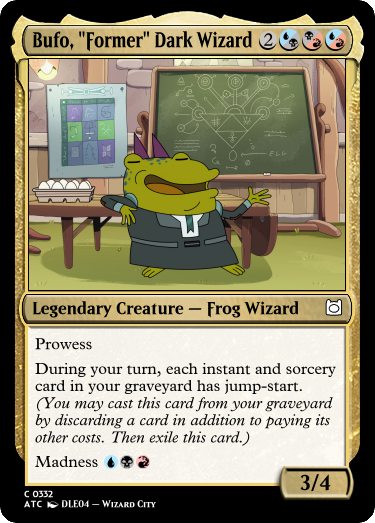 Bufo, "Former" Dark Wizard 2
Legendary Creature — Frog Wizard
Prowess
During your turn, each instant and sorcery
card in your graveyard has jump-start.
(You may cast this card from your graveyard
by discarding a card in addition to paying its
other costs. Then exile this card.)
Madness
3/4
C 0332
ATC DLE04 — Wizard City